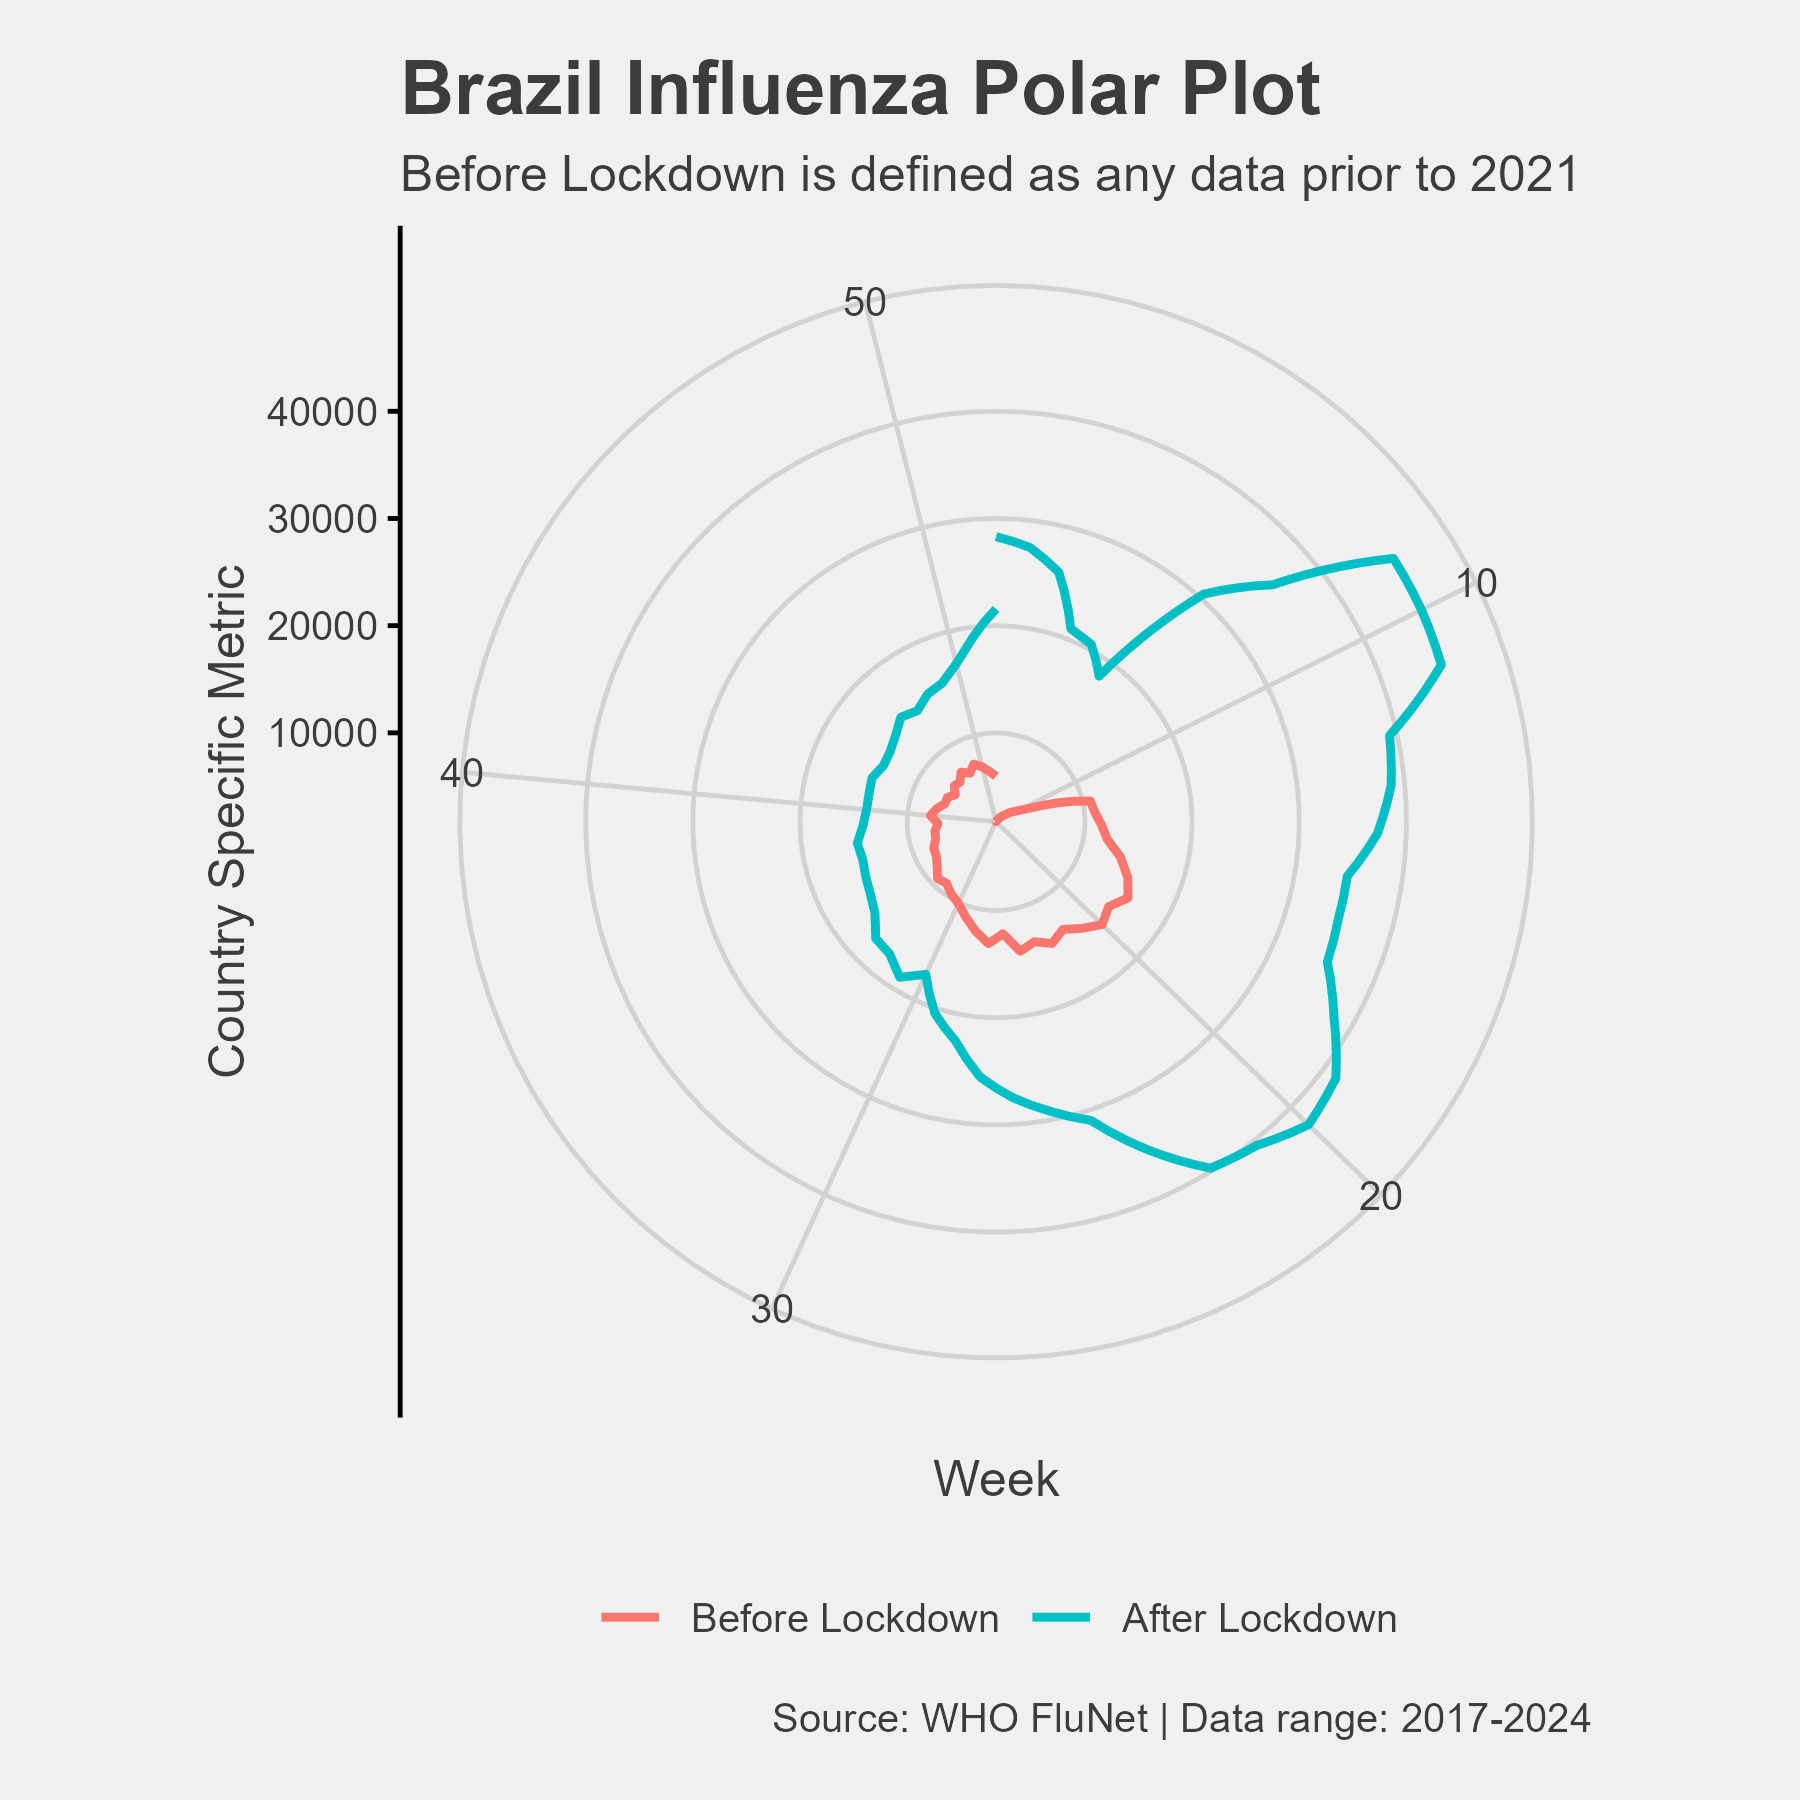 Brazil Influenza Polar Plot
Before Lockdown is defined as any data prior to 2021
50
40000
30000
20000
10000
10
40
20
30
Country Specific Metric
Week
Before Lockdown
After Lockdown
Source: WHO FluNet | Data range: 2017-2024